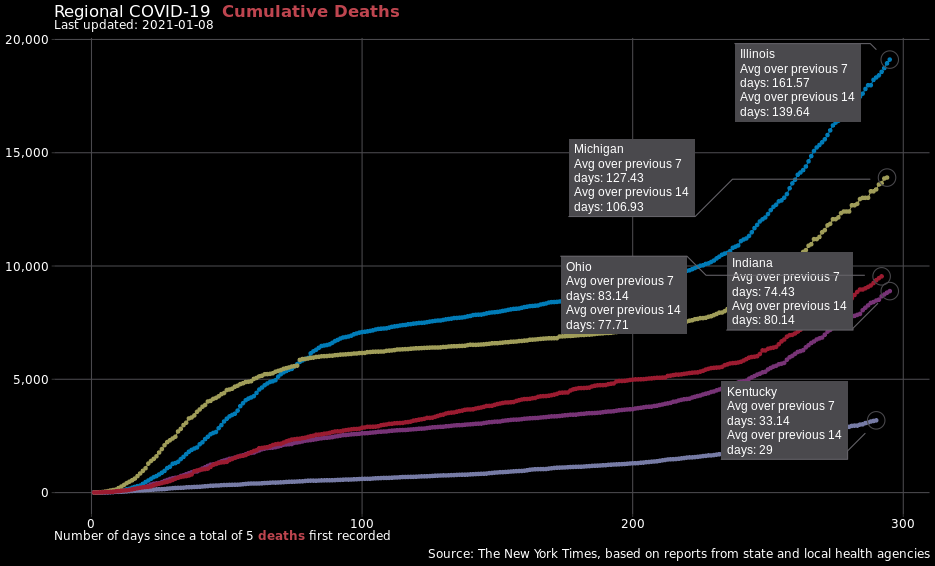 Regional COVID-19 Cumulative Deaths
Last updated: 2021-01-08
20,000
15,000
10,000
5,000
0
Illinois
Avg over previous 7
days: 161.57
Avg over previous 14
days: 139.64
Michigan
Avg over previous 7
days: 127.43
Avg over previous 14
days: 106.93
Ohio
Avg over previous 7
days: 83.14
Avg over previous 14
days: 77.71
Indiana
Avg over previous 7
days: 74.43
Avg over previous 14
days: 80.14
Kentucky
Avg over previous 7
days: 33.14
Avg over previous 14
days: 29
0 100 200 300
Number of days since a total of 5 deaths first recorded
Source: The New York Times, based on reports from state and local health agencies